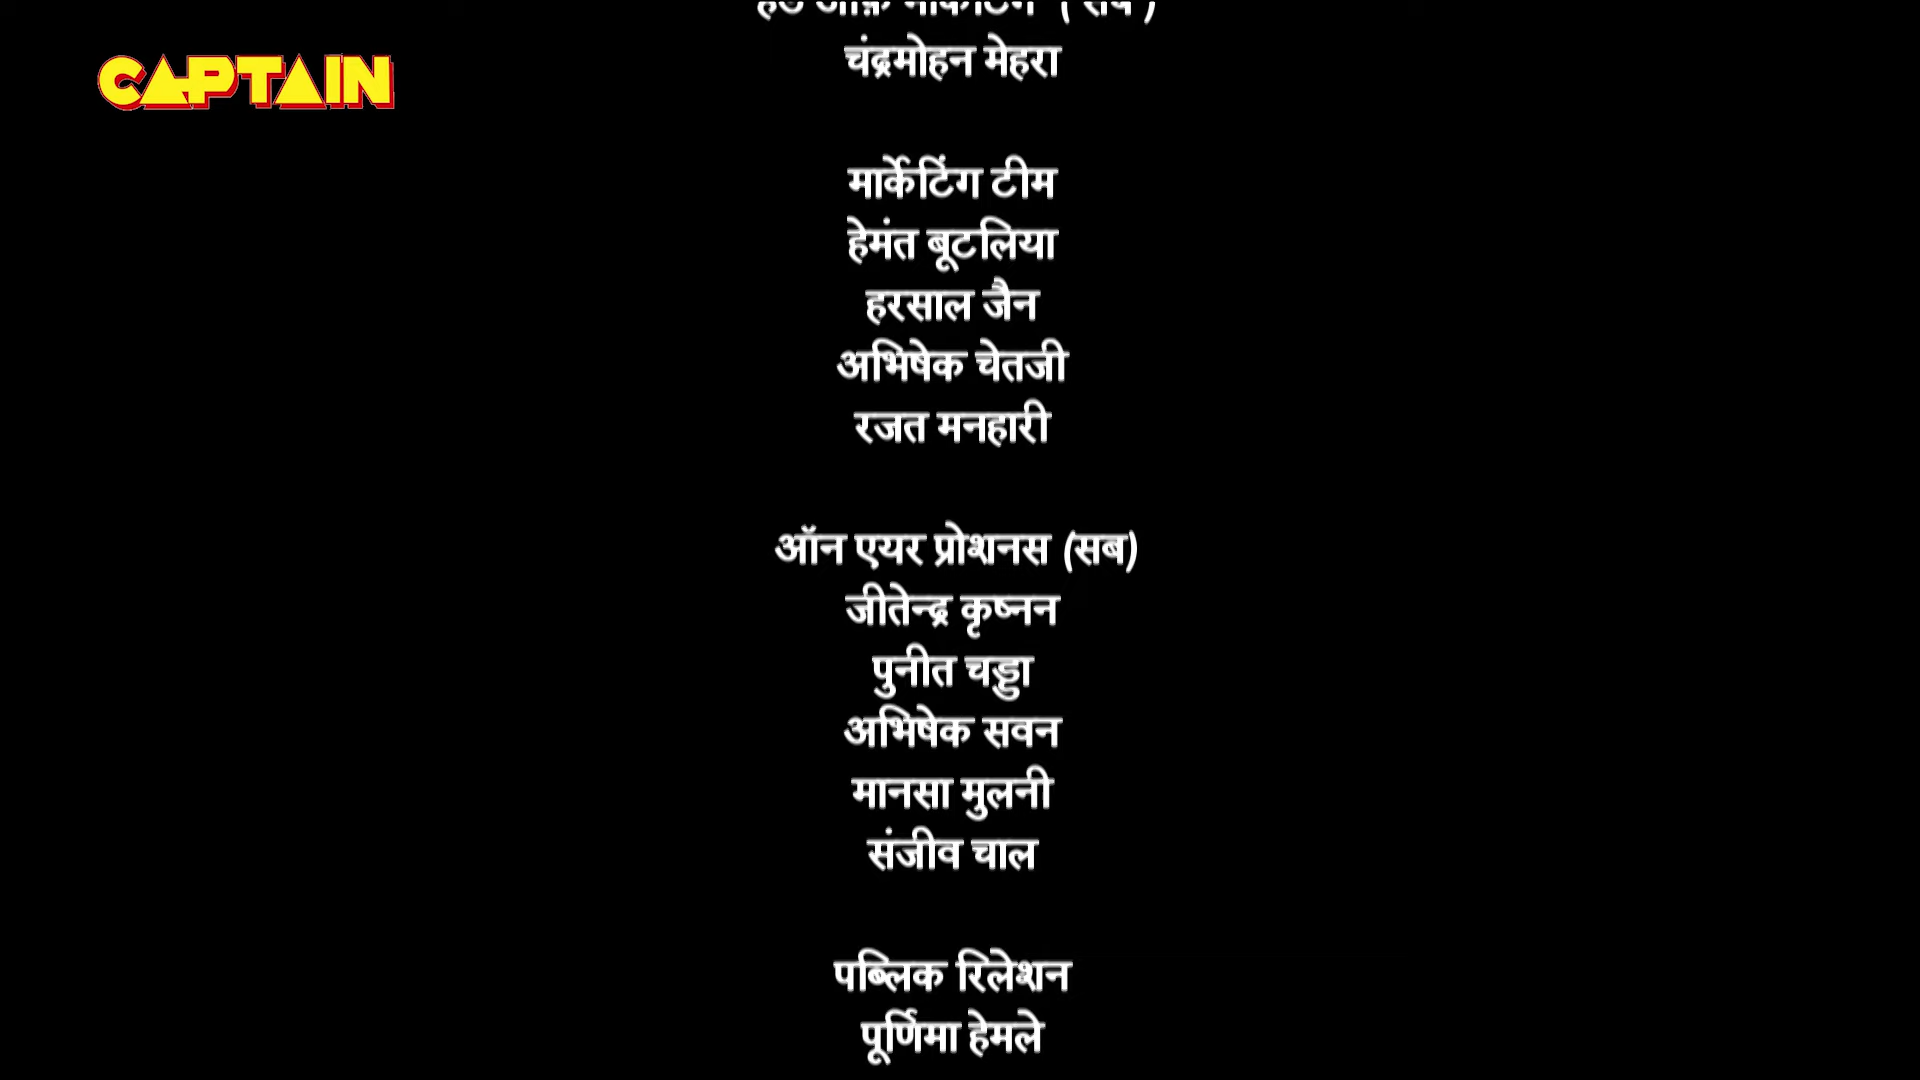 CAPTAIN
चंद्रमोहन मेहरा
मार्केटिंग टीम
हेमंत बूटलिया
हरसाल जैन
अभिषेक चेतजी
रजत मनहारी
ऑन एयर प्रोशनस (सब)
जीतेन्द्र कृष्नन
पुनीत चड्डा
अभिषेक सवन
मानसा मुलनी
संजीव चाल
पब्लिक रिलेशन
पूर्णिमा हेमले